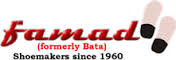 famad
(formerly Bata)
Shoemakers since 1960